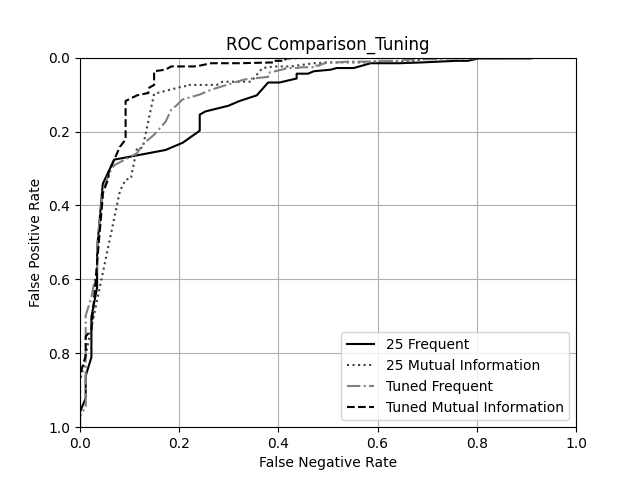 ROC Comparison_Tuning
0.0
0.2
0.4
0.6
0.8
1.0
False Positive Rate
25 Frequent
25 Mutual Information
Tuned Frequent
Tuned Mutual Information
0.0 0.2 0.4 0.6 0.8 1.0
False Negative Rate